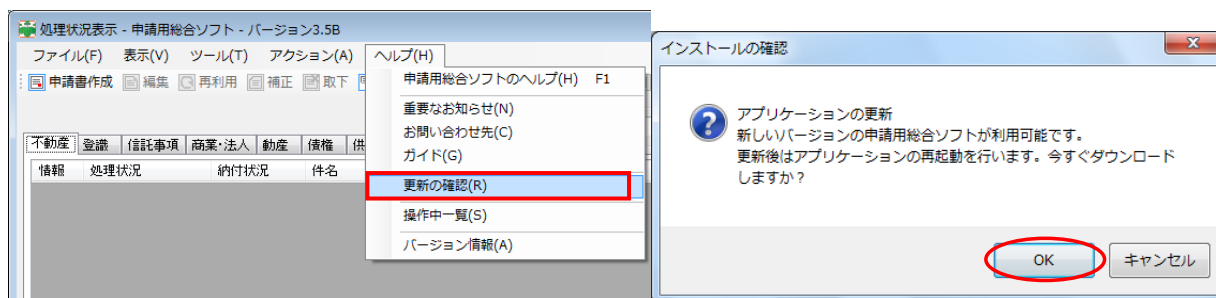 処理状況表示 - 申請用総合ソフト - バージョン3.5B
ファイル(F) 表示(V) ツール(T) アクション(A) ヘルプ(H)
申請書作成 編集 再利用 補正 取下
申請用総合ソフトのヘルプ(H) F1
重要なお知らせ(N)
お問い合わせ先(C)
ガイド(G)
更新の確認(R)
操作中一覧(S)
バージョン情報(A)
不動産 登識 信託事項 商業・法人 動産 債権 供
情報 処理状況 納付状況 件名
インストールの確認
アプリケーションの更新
新しいバージョンの申請用総合ソフトが利用可能です。
更新後はアプリケーションの再起動を行います。今すぐダウンロード
しますか？
OK キャンセル